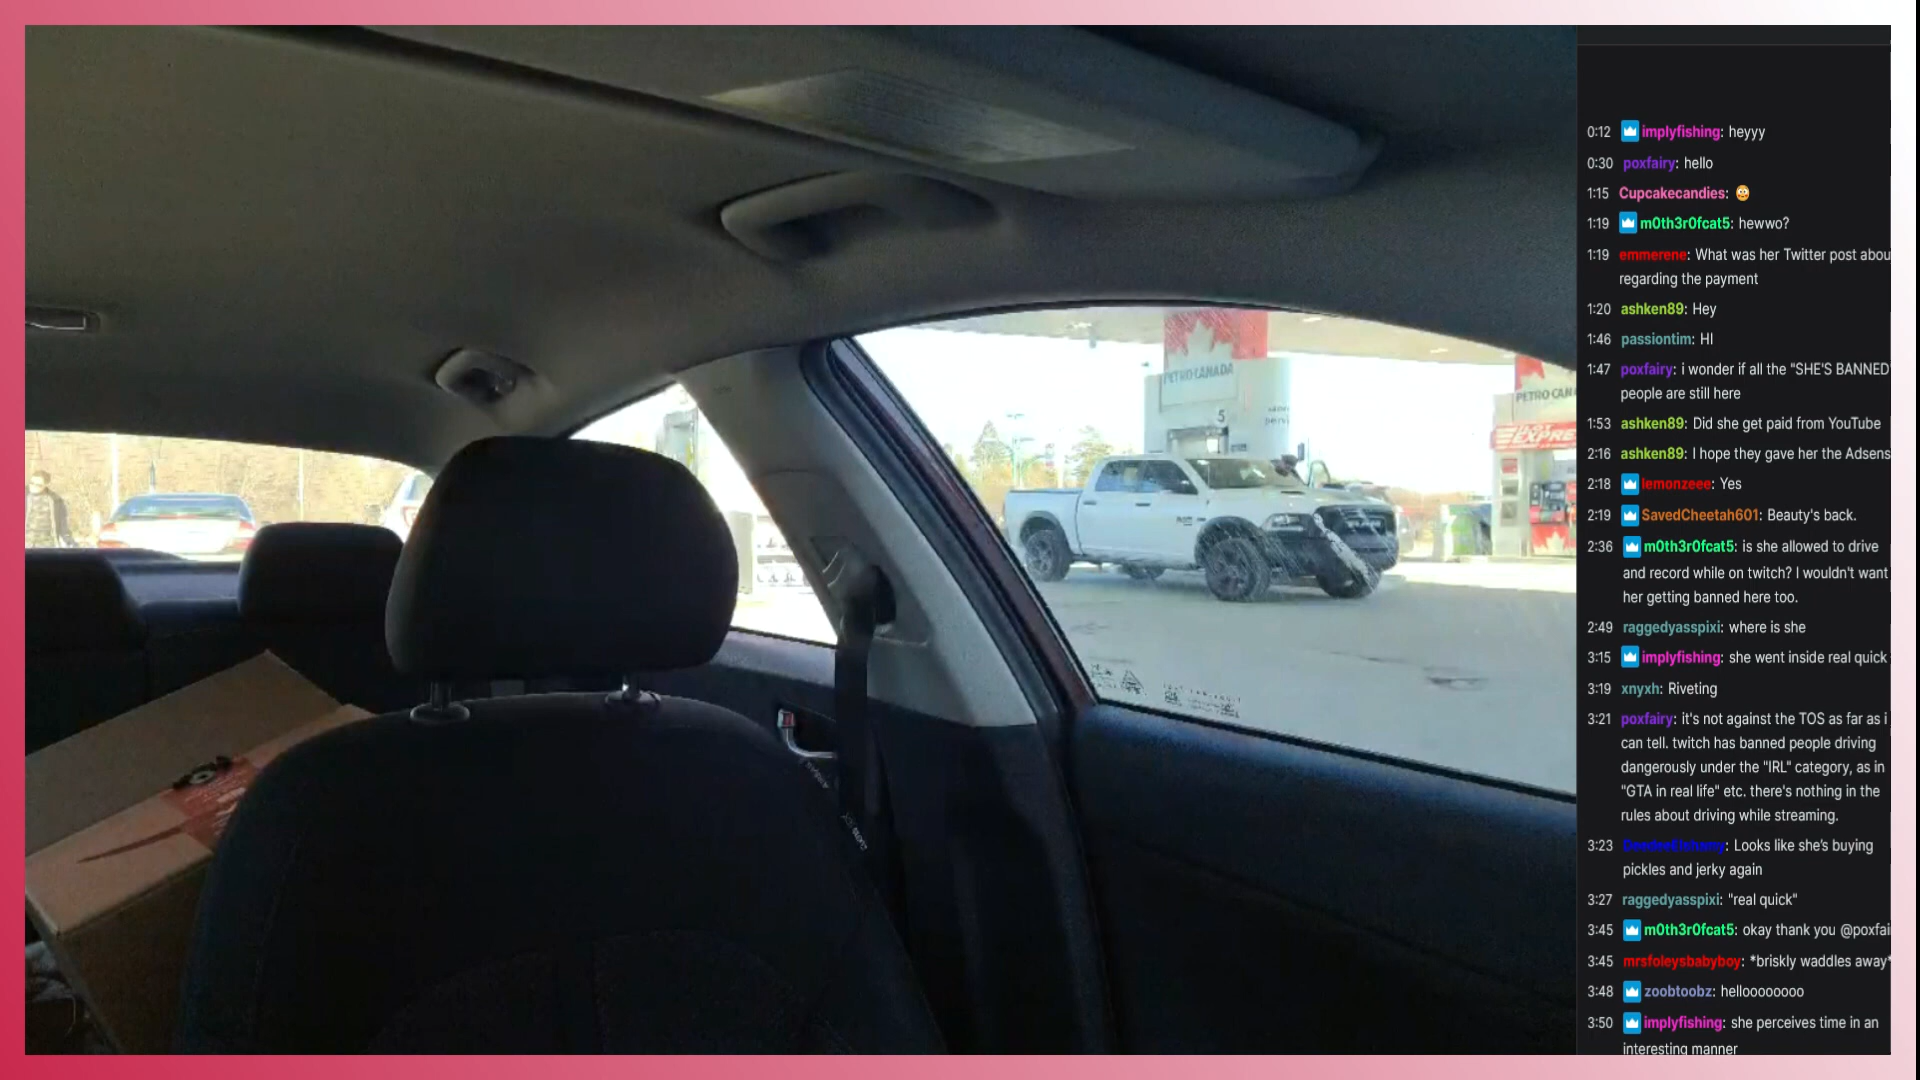 PETRO-CANADA
5
PETRO-CAN
EXPRE
0:12 implyfishing: heyyy
0:30 poxfairy: hello
1:15 Cupcakecandies: 😳
1:19 m0th3r0fcat5: hewwo?
1:19 emmerene: What was her Twitter post abou
regarding the payment
1:20 ashken89: Hey
1:46 passiontim: HI
1:47 poxfairy: i wonder if all the "SHE'S BANNED"
people are still here
1:53 ashken89: Did she get paid from YouTube
2:16 ashken89: I hope they gave her the Adsens
2:18 lemonzeee: Yes
2:19 SavedCheetah601: Beauty's back.
2:36 m0th3r0fcat5: is she allowed to drive
and record while on twitch? I wouldn't want
her getting banned here too.
2:49 raggedyasspixi: where is she
3:15 implyfishing: she went inside real quick
3:19 xnyxh: Riveting
3:21 poxfairy: it's not against the TOS as far as i
can tell. twitch has banned people driving
dangerously under the "IRL" category, as in
"GTA in real life" etc. there's nothing in the
rules about driving while streaming.
3:23 : Looks like she's buying
pickles and jerky again
3:27 raggedyasspixi: "real quick"
3:45 m0th3r0fcat5: okay thank you @poxfai
3:45 mrsfoleysbabyboy: *briskly waddles away*
3:48 zoobtoobz: helloooooooo
3:50 implyfishing: she perceives time in an
interesting manner